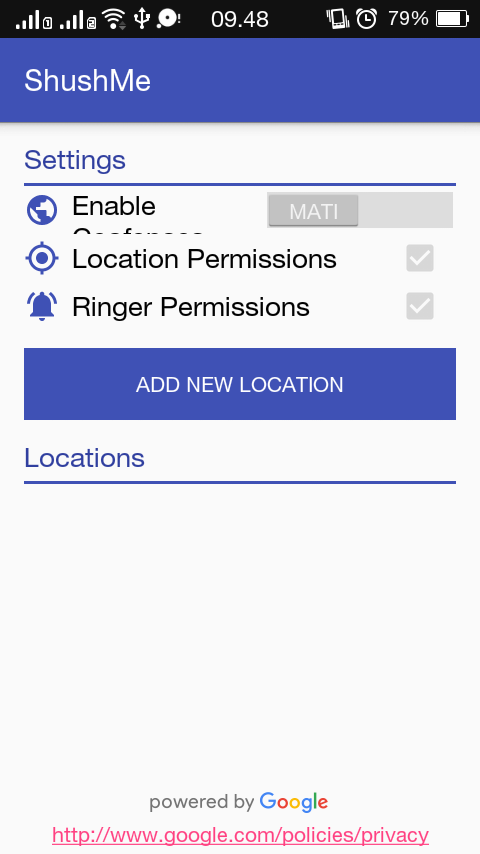 09.48 79%
ShushMe
Settings
Enable
Geofences
MATI
Location Permissions
Ringer Permissions
ADD NEW LOCATION
Locations
powered by Google
http://www.google.com/policies/privacy